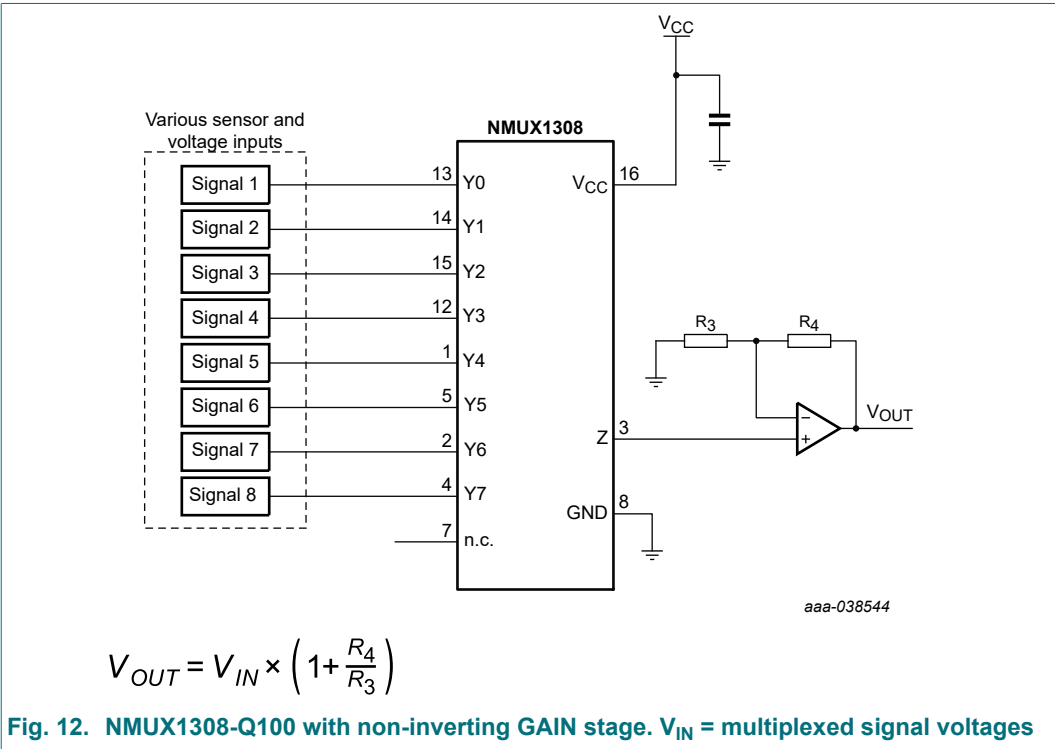 VCC
Various sensor and
voltage inputs
NMUX1308
Signal 1 13 Y0 VCC 16
Signal 2 14 Y1
Signal 3 15 Y2
Signal 4 12 Y3
R3 R4
Signal 5 1 Y4
Signal 6 5 Y5
VOUT
Signal 7 2 Y6 Z 3 − +
Signal 8 4 Y7
GND 8
7 n.c.
aaa-038544
VOUT = VIN × (1+ R4/R3)
Fig. 12. NMUX1308-Q100 with non-inverting GAIN stage. VIN = multiplexed signal voltages